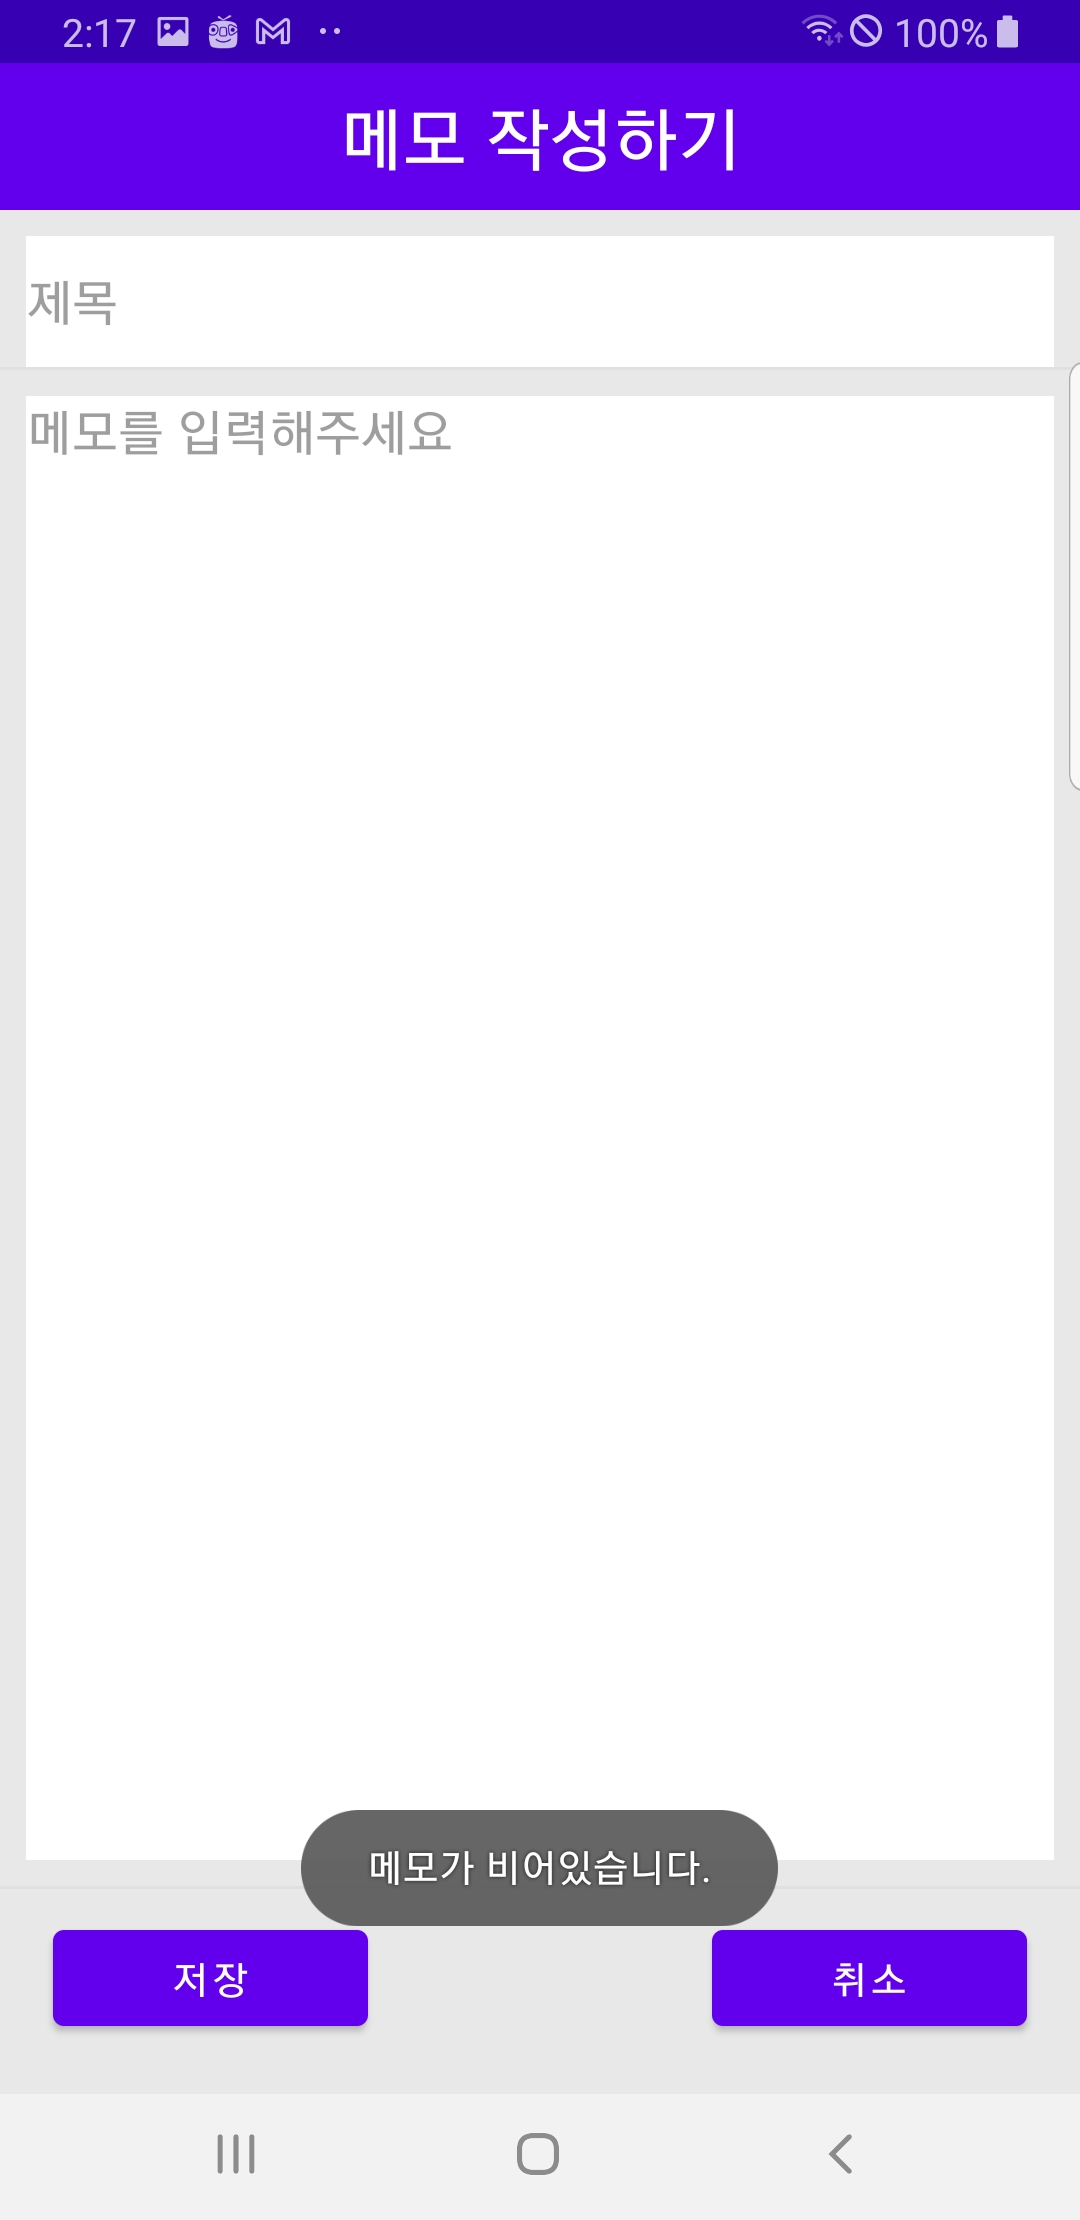 2:17
100%
메모 작성하기
제목
메모를 입력해주세요
메모가 비어있습니다.
저장
취소